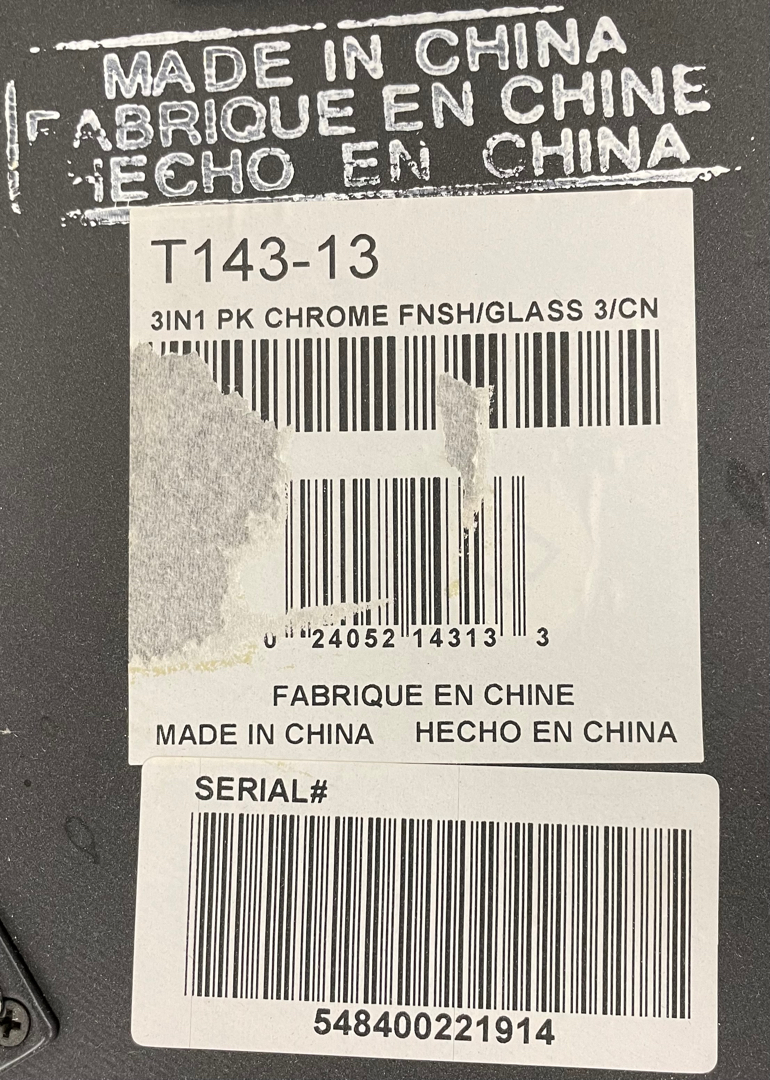 MADE IN CHINA
FABRIQUE EN CHINE
HECHO EN CHINA
T143-13
3IN1 PK CHROME FNSH/GLASS 3/CN
0 24052 14313 3
FABRIQUE EN CHINE
MADE IN CHINA HECHO EN CHINA
SERIAL#
548400221914